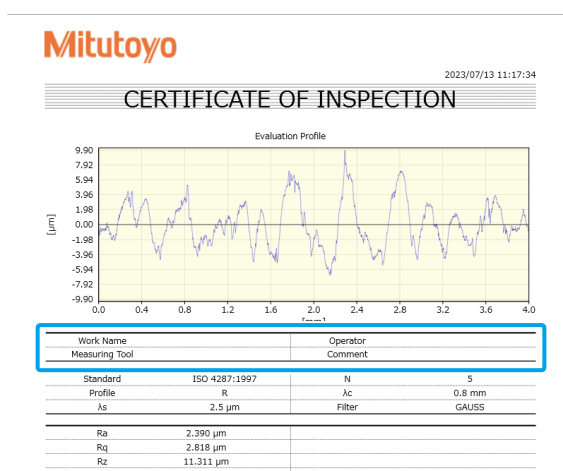 Mitutoyo
2023/07/13 11:17:34
CERTIFICATE OF INSPECTION
Evaluation Profile
9.90
7.92
5.94
3.96
1.98
0.00
-1.98
-3.96
-5.94
-7.92
-9.90
[µm]
0.0 0.4 0.8 1.2 1.6 2.0 2.4 2.8 3.2 3.6 4.0
[mm]
Work Name Operator
Measuring Tool Comment
Standard ISO 4287:1997 N 5
Profile R λc 0.8 mm
λs 2.5 µm Filter GAUSS
Ra 2.390 µm
Rq 2.818 µm
Rz 11.311 µm